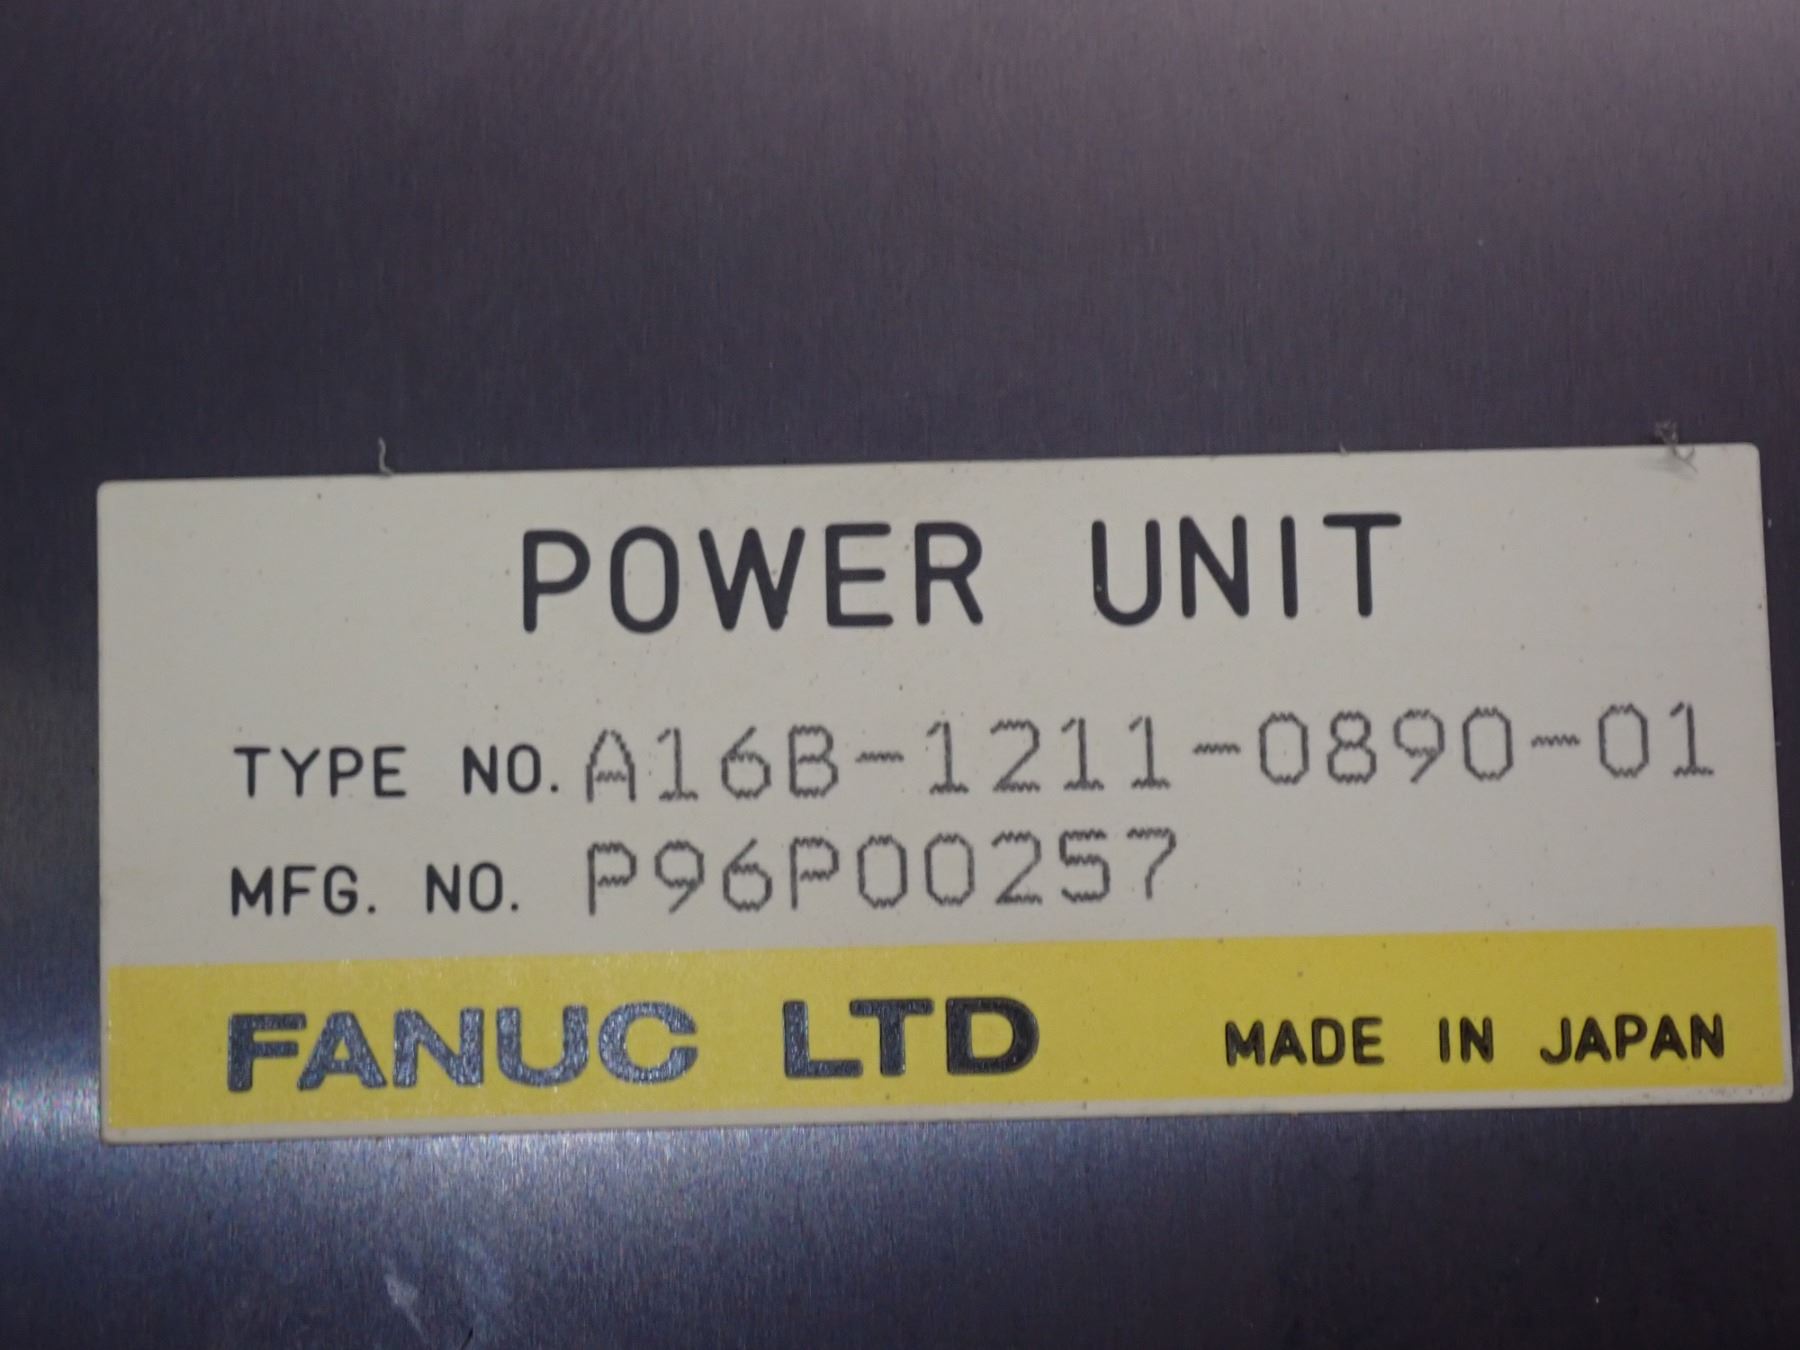 POWER UNIT
TYPE NO. A16B-1211-0890-01
MFG. NO. P96P00257
FANUC LTD MADE IN JAPAN